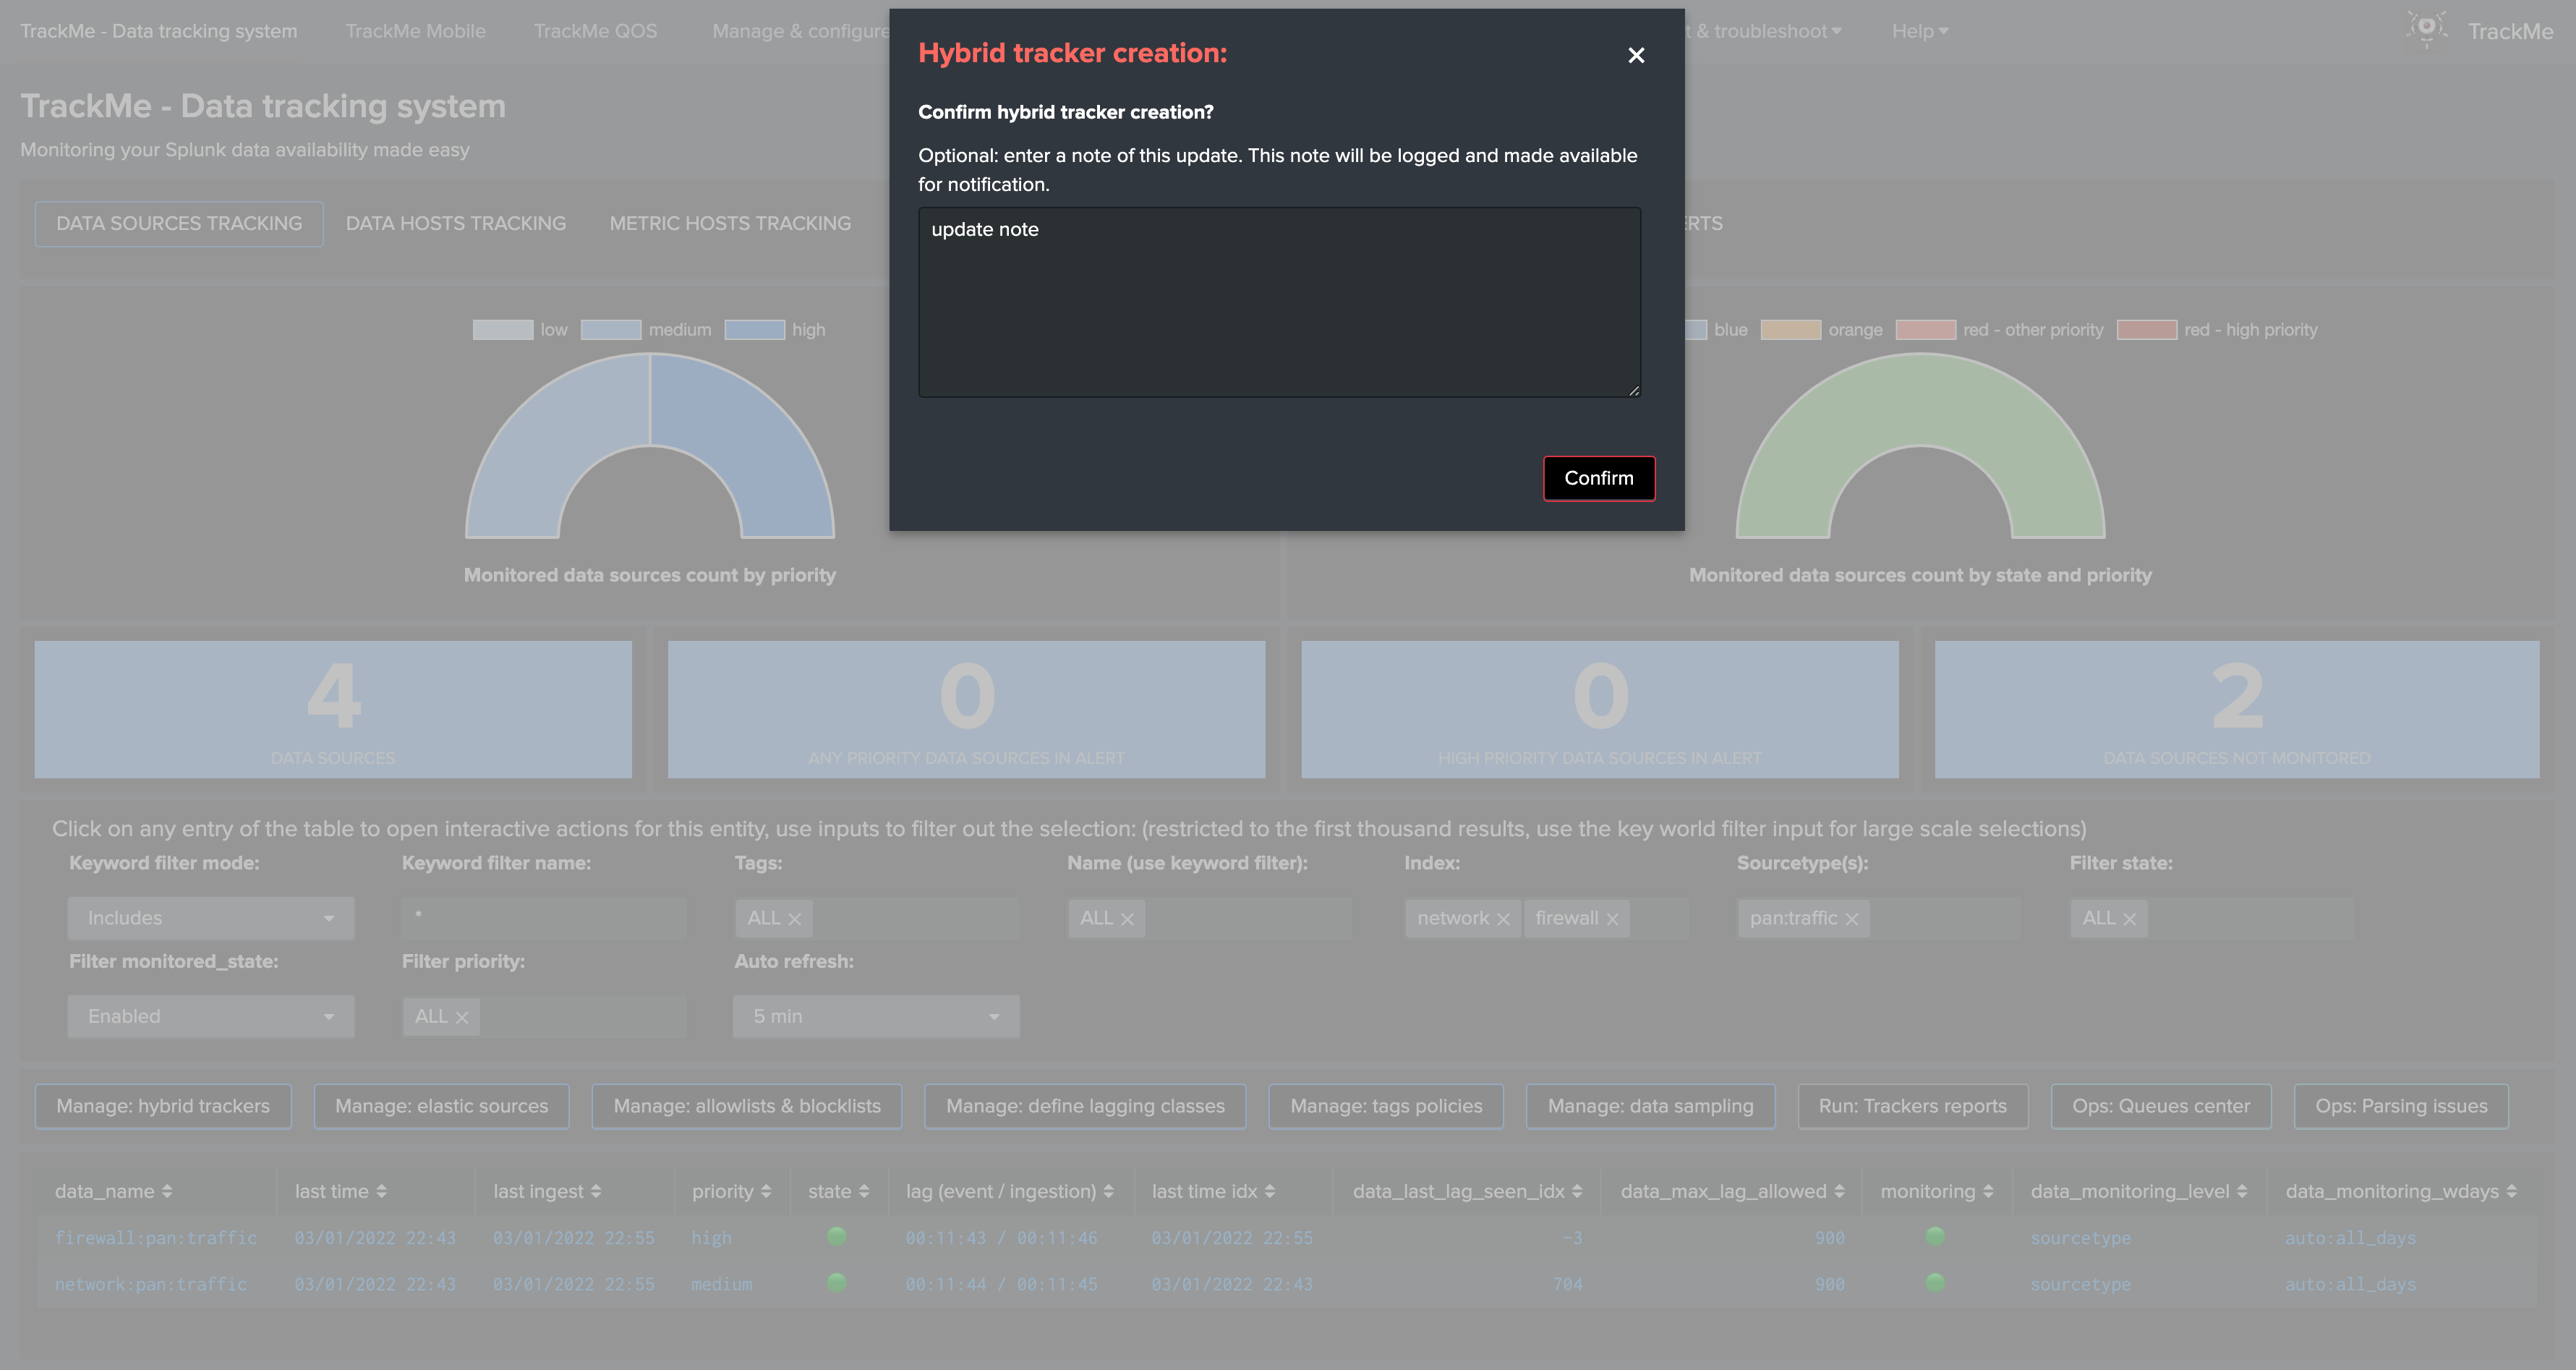 TrackMe - Data tracking system TrackMe Mobile TrackMe QOS Manage & configure t & troubleshoot Help TrackMe
TrackMe - Data tracking system
Monitoring your Splunk data availability made easy
DATA SOURCES TRACKING DATA HOSTS TRACKING METRIC HOSTS TRACKING ERTS
Hybrid tracker creation:
Confirm hybrid tracker creation?
Optional: enter a note of this update. This note will be logged and made available
for notification.
update note
Confirm
low medium high
Monitored data sources count by priority
blue orange red - other priority red - high priority
Monitored data sources count by state and priority
4
DATA SOURCES
0
ANY PRIORITY DATA SOURCES IN ALERT
0
HIGH PRIORITY DATA SOURCES IN ALERT
2
DATA SOURCES NOT MONITORED
Click on any entry of the table to open interactive actions for this entity, use inputs to filter out the selection: (restricted to the first thousand results, use the key world filter input for large scale selections)
Keyword filter mode: Keyword filter name: Tags: Name (use keyword filter): Index: Sourcetype(s): Filter state:
Includes * ALL ALL network firewall pan:traffic ALL
Filter monitored_state: Filter priority: Auto refresh:
Enabled ALL 5 min
Manage: hybrid trackers Manage: elastic sources Manage: allowlists & blocklists Manage: define lagging classes Manage: tags policies Manage: data sampling Run: Trackers reports Ops: Queues center Ops: Parsing issues
data_name last time last ingest priority state lag (event / ingestion) last time idx data_last_lag_seen_idx data_max_lag_allowed monitoring data_monitoring_level data_monitoring_wdays
firewall:pan:traffic 03/01/2022 22:43 03/01/2022 22:55 high 00:11:43 / 00:11:46 03/01/2022 22:55 -3 900 sourcetype auto:all_days
network:pan:traffic 03/01/2022 22:43 03/01/2022 22:55 medium 00:11:44 / 00:11:45 03/01/2022 22:43 704 900 sourcetype auto:all_days